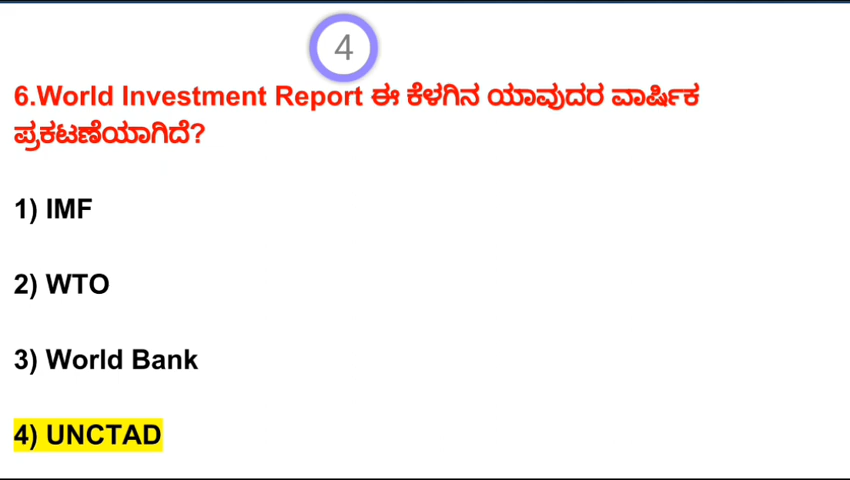 4
6.World Investment Report ಈ ಕೆಳಗಿನ ಯಾವುದರ ವಾರ್ಷಿಕ
ಪ್ರಕಟಣೆಯಾಗಿದೆ?
1) IMF
2) WTO
3) World Bank
4) UNCTAD